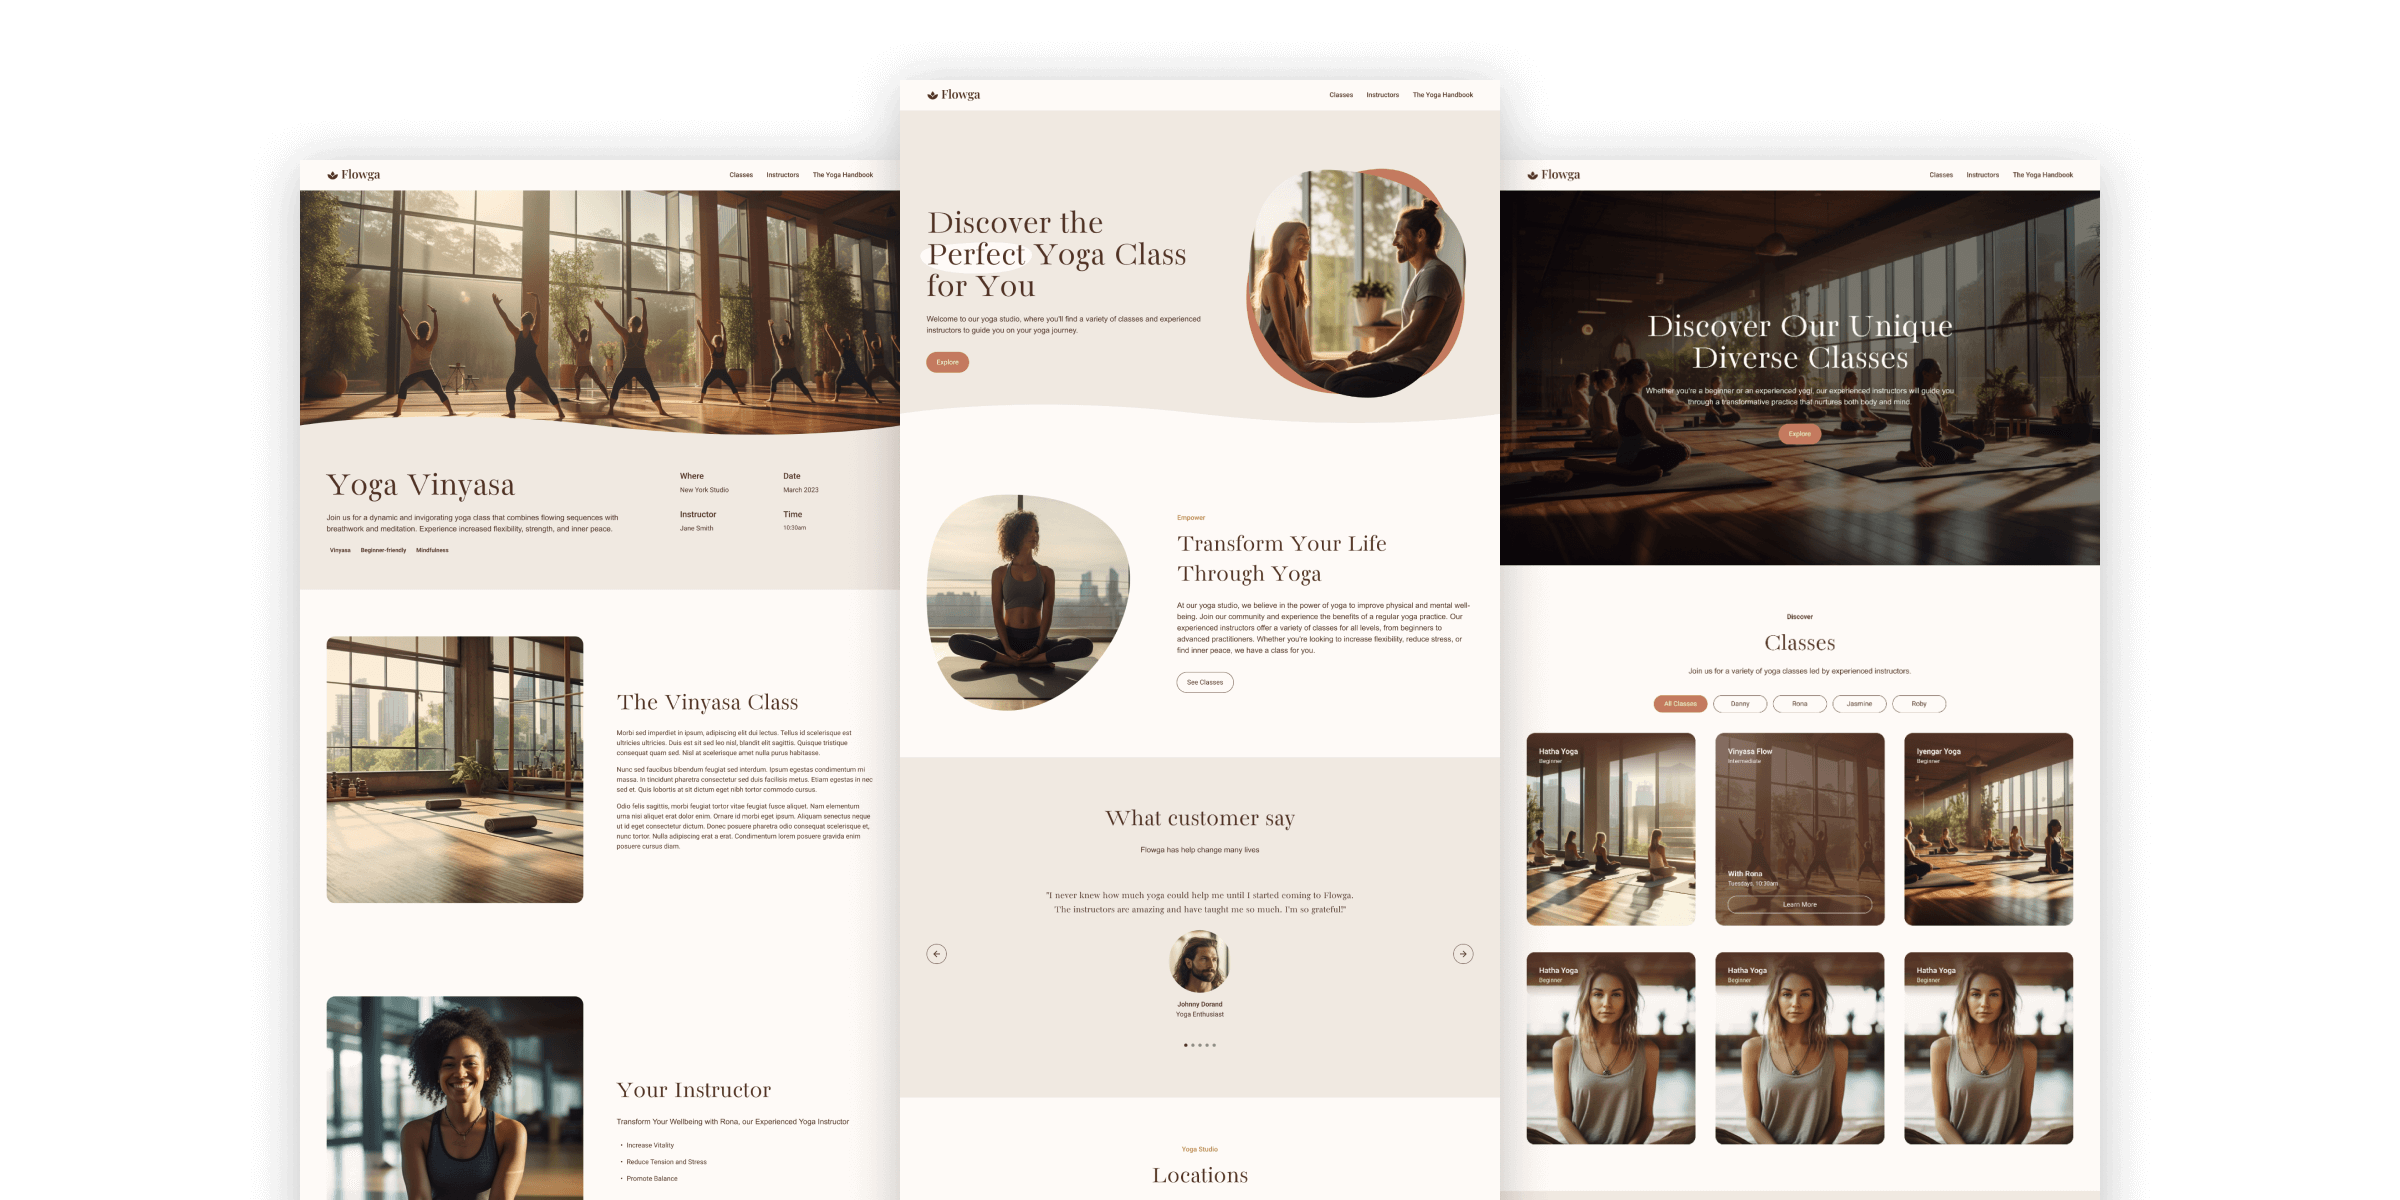 Flowga
Classes
Instructors
The Yoga Handbook
Yoga Vinyasa
Join us for a dynamic and invigorating yoga class that combines flowing sequences with
breathwork and meditation. Experience increased flexibility, strength, and inner peace.
Vinyasa
Beginner-friendly
Mindfulness
Where
New York Studio
Date
March 2023
Instructor
Jane Smith
Time
10:30am
The Vinyasa Class
Morbi sed imperdiet in ipsum, adipiscing elit dui lectus. Tellus id scelerisque est
ultricies ultricies. Duis est sit sed leo nisl, blandit elit sagittis. Quisque tristique
consequat quam sed. Nisl at scelerisque amet nulla purus habitasse.
Nunc sed faucibus bibendum feugiat sed interdum. Ipsum egestas condimentum mi
massa. In tincidunt pharetra consectetur sed duis facilisis metus. Etiam egestas in nec
sed et. Quis lobortis at sit dictum eget nibh tortor commodo cursus.
Odio felis sagittis, morbi feugiat tortor vitae feugiat fusce aliquet. Nam elementum
urna nisi aliquet erat dolor enim. Ornare id morbi eget ipsum. Aliquam senectus neque
ut id eget consectetur dictum. Donec posuere pharetra odio consequat scelerisque et,
nunc tortor. Nulla adipiscing erat a erat. Condimentum lorem posuere gravida enim
posuere cursus diam.
Your Instructor
Transform Your Wellbeing with Rona, our Experienced Yoga Instructor
• Increase Vitality
• Reduce Tension and Stress
• Promote Balance
Flowga
Classes
Instructors
The Yoga Handbook
Discover the
Perfect Yoga Class
for You
Welcome to our yoga studio, where you'll find a variety of classes and experienced
instructors to guide you on your yoga journey.
Explore
Empower
Transform Your Life
Through Yoga
At our yoga studio, we believe in the power of yoga to improve physical and mental well-
being. Join our community and experience the benefits of a regular yoga practice. Our
experienced instructors offer a variety of classes for all levels, from beginners to
advanced practitioners. Whether you're looking to increase flexibility, reduce stress, or
find inner peace, we have a class for you.
See Classes
What customer say
Flowga has help change many lives
"I never knew how much yoga could help me until I started coming to Flowga.
The instructors are amazing and have taught me so much. I'm so grateful!"
Johnny Dorand
Yoga Enthusiast
Yoga Studio
Locations
Flowga
Classes
Instructors
The Yoga Handbook
Discover Our Unique
Diverse Classes
Whether you're a beginner or an experienced yogi, our experienced instructors will guide you
through a transformative practice that nurtures both body and mind.
Explore
Discover
Classes
Join us for a variety of yoga classes led by experienced instructors.
All Classes
Danny
Rona
Jasmine
Roby
Hatha Yoga
Beginner
Vinyasa Flow
Intermediate
With Rona
Tuesdays, 10:30am
Learn More
Iyengar Yoga
Beginner
Hatha Yoga
Beginner
Hatha Yoga
Beginner
Hatha Yoga
Beginner